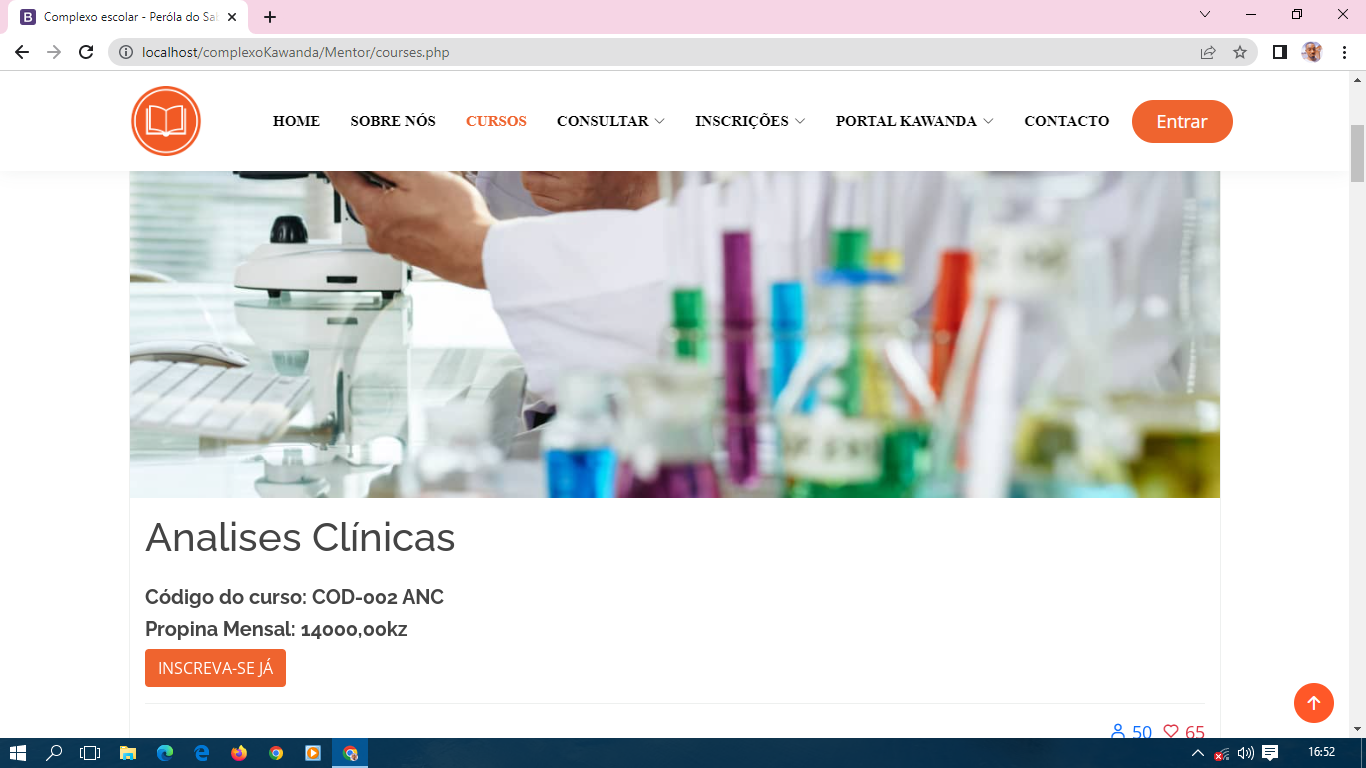 Complexo escolar - Peróla do Sal
localhost/complexoKawanda/Mentor/courses.php
HOME SOBRE NÓS CURSOS CONSULTAR INSCRIÇÕES PORTAL KAWANDA CONTACTO Entrar
Analises Clínicas
Código do curso: COD-002 ANC
Propina Mensal: 14000,00kz
INSCREVA-SE JÁ
50 65
16:52